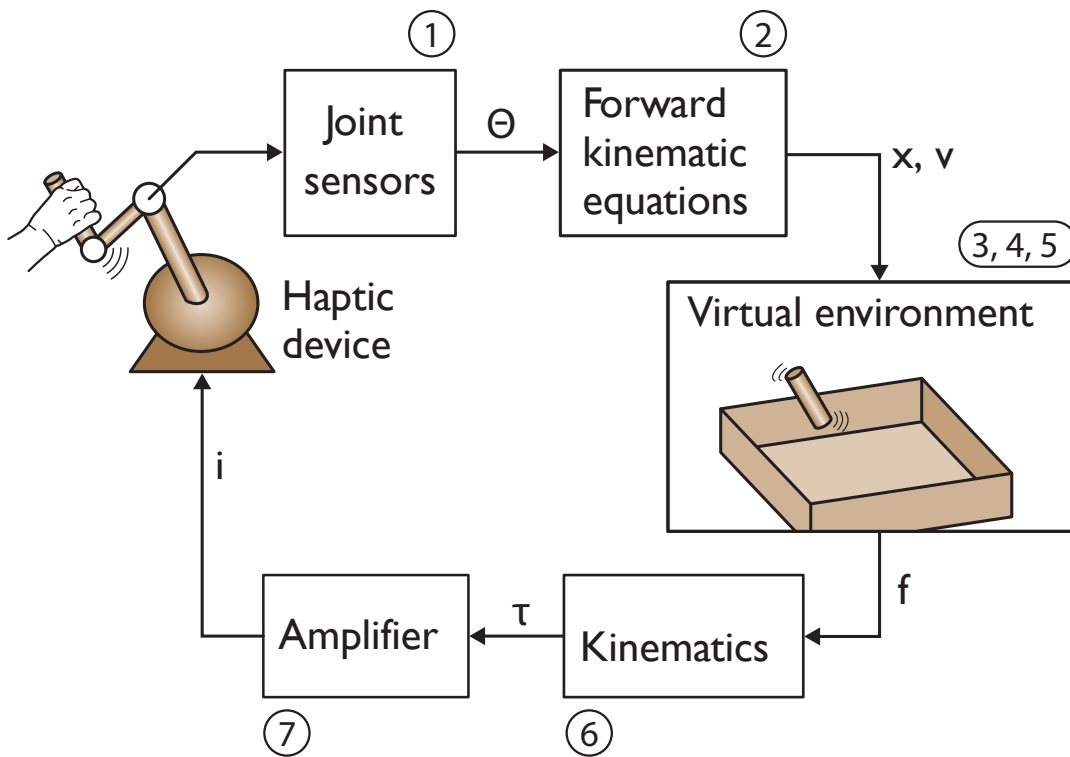 1
2
Joint
sensors
Θ
Forward
kinematic
equations
x, v
3, 4, 5
Haptic
device
Virtual environment
i
f
Amplifier
τ
Kinematics
7
6